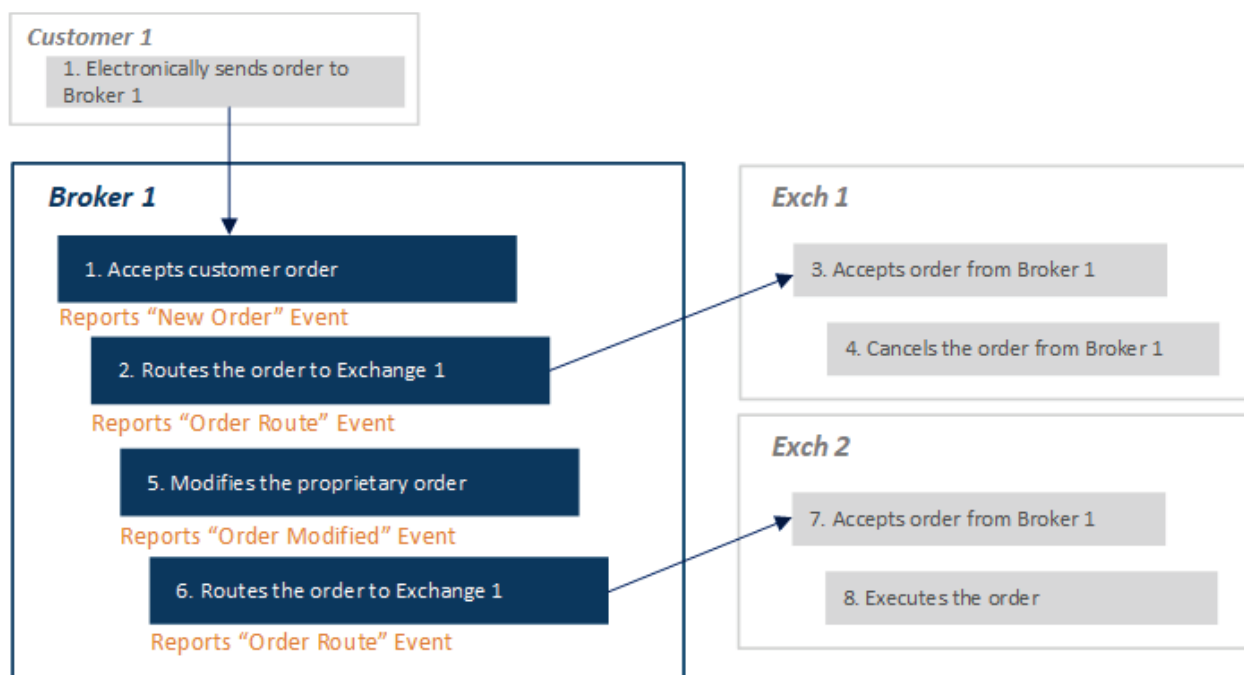 Customer 1
1. Electronically sends order to
Broker 1
Broker 1
1. Accepts customer order
Reports “New Order” Event
2. Routes the order to Exchange 1
Reports “Order Route” Event
5. Modifies the proprietary order
Reports “Order Modified” Event
6. Routes the order to Exchange 1
Reports “Order Route” Event
Exch 1
3. Accepts order from Broker 1
4. Cancels the order from Broker 1
Exch 2
7. Accepts order from Broker 1
8. Executes the order